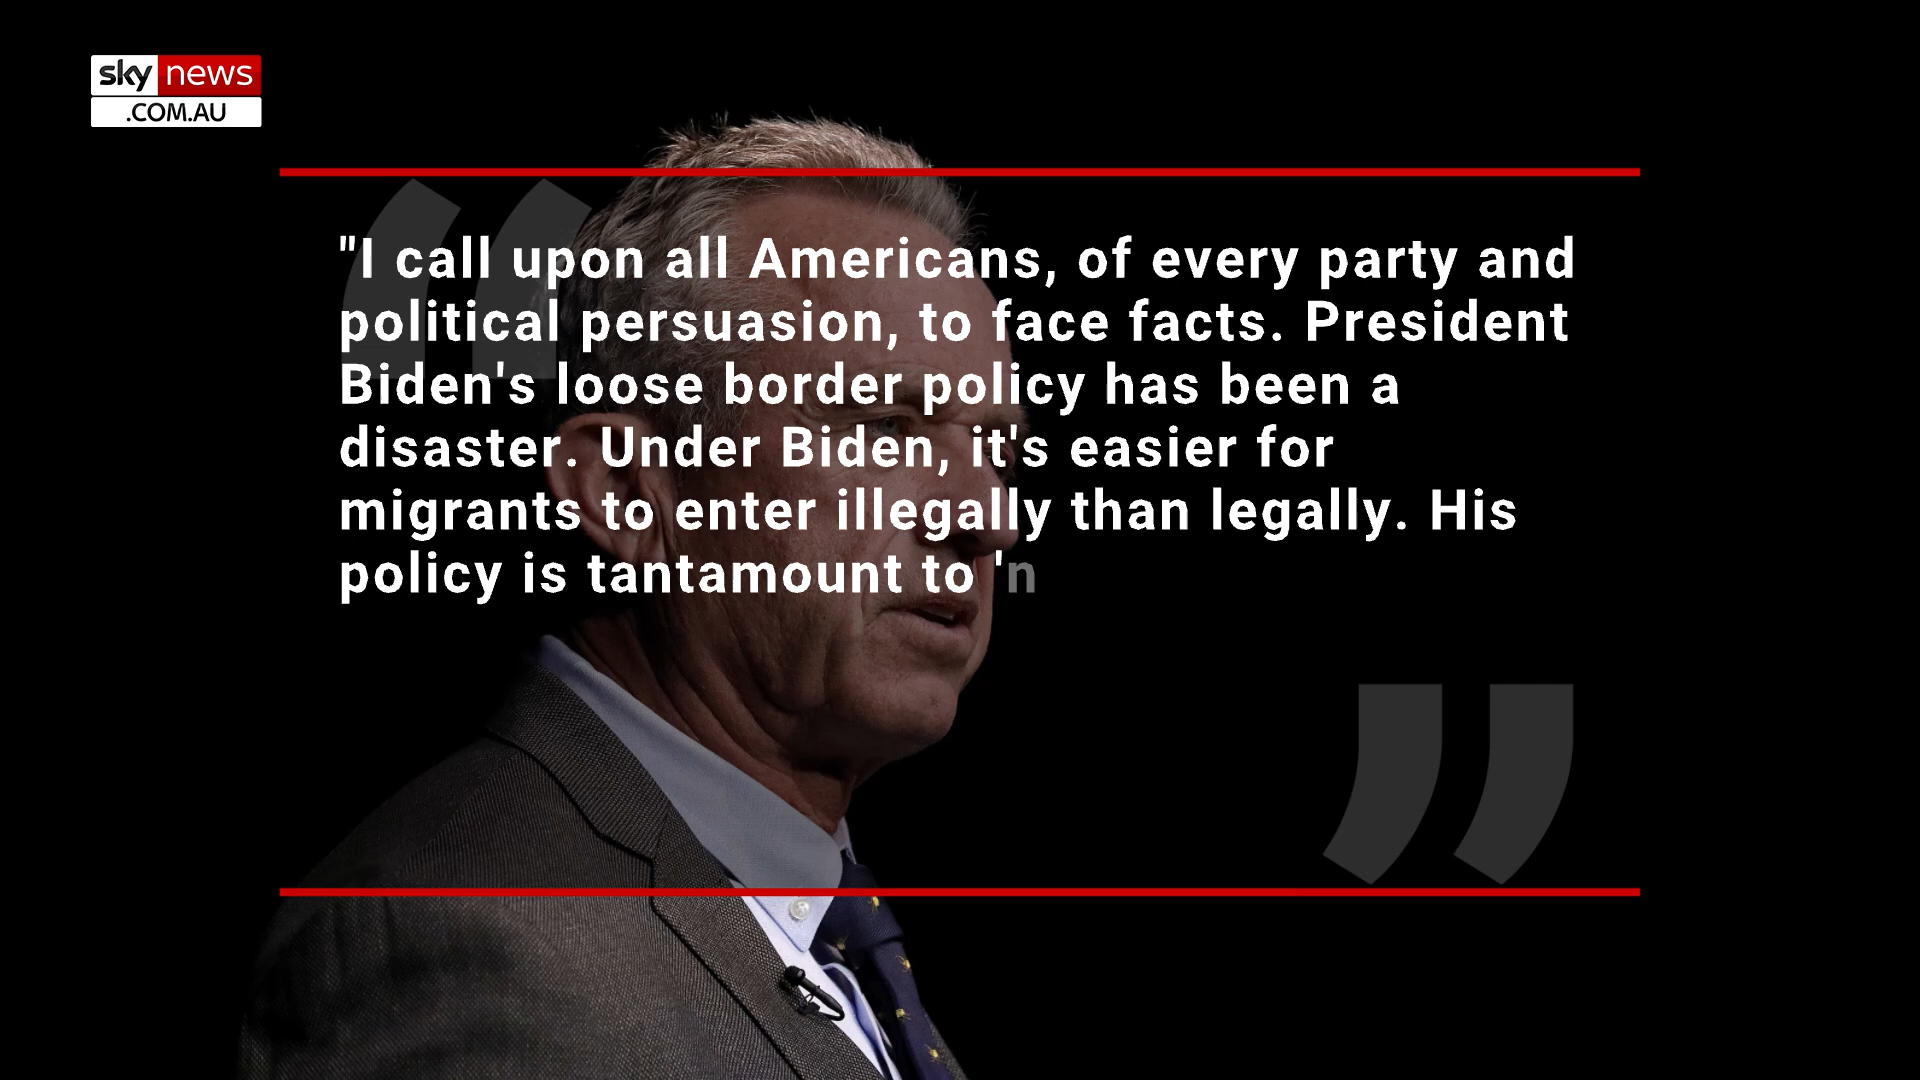 sky news
.COM.AU
"I call upon all Americans, of every party and
political persuasion, to face facts. President
Biden's loose border policy has been a
disaster. Under Biden, it's easier for
migrants to enter illegally than legally. His
policy is tantamount to 'n